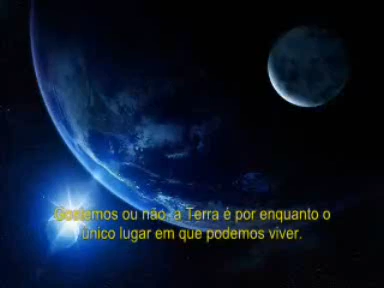 Gostemos ou não, a Terra é por enquanto o
único lugar em que podemos viver.